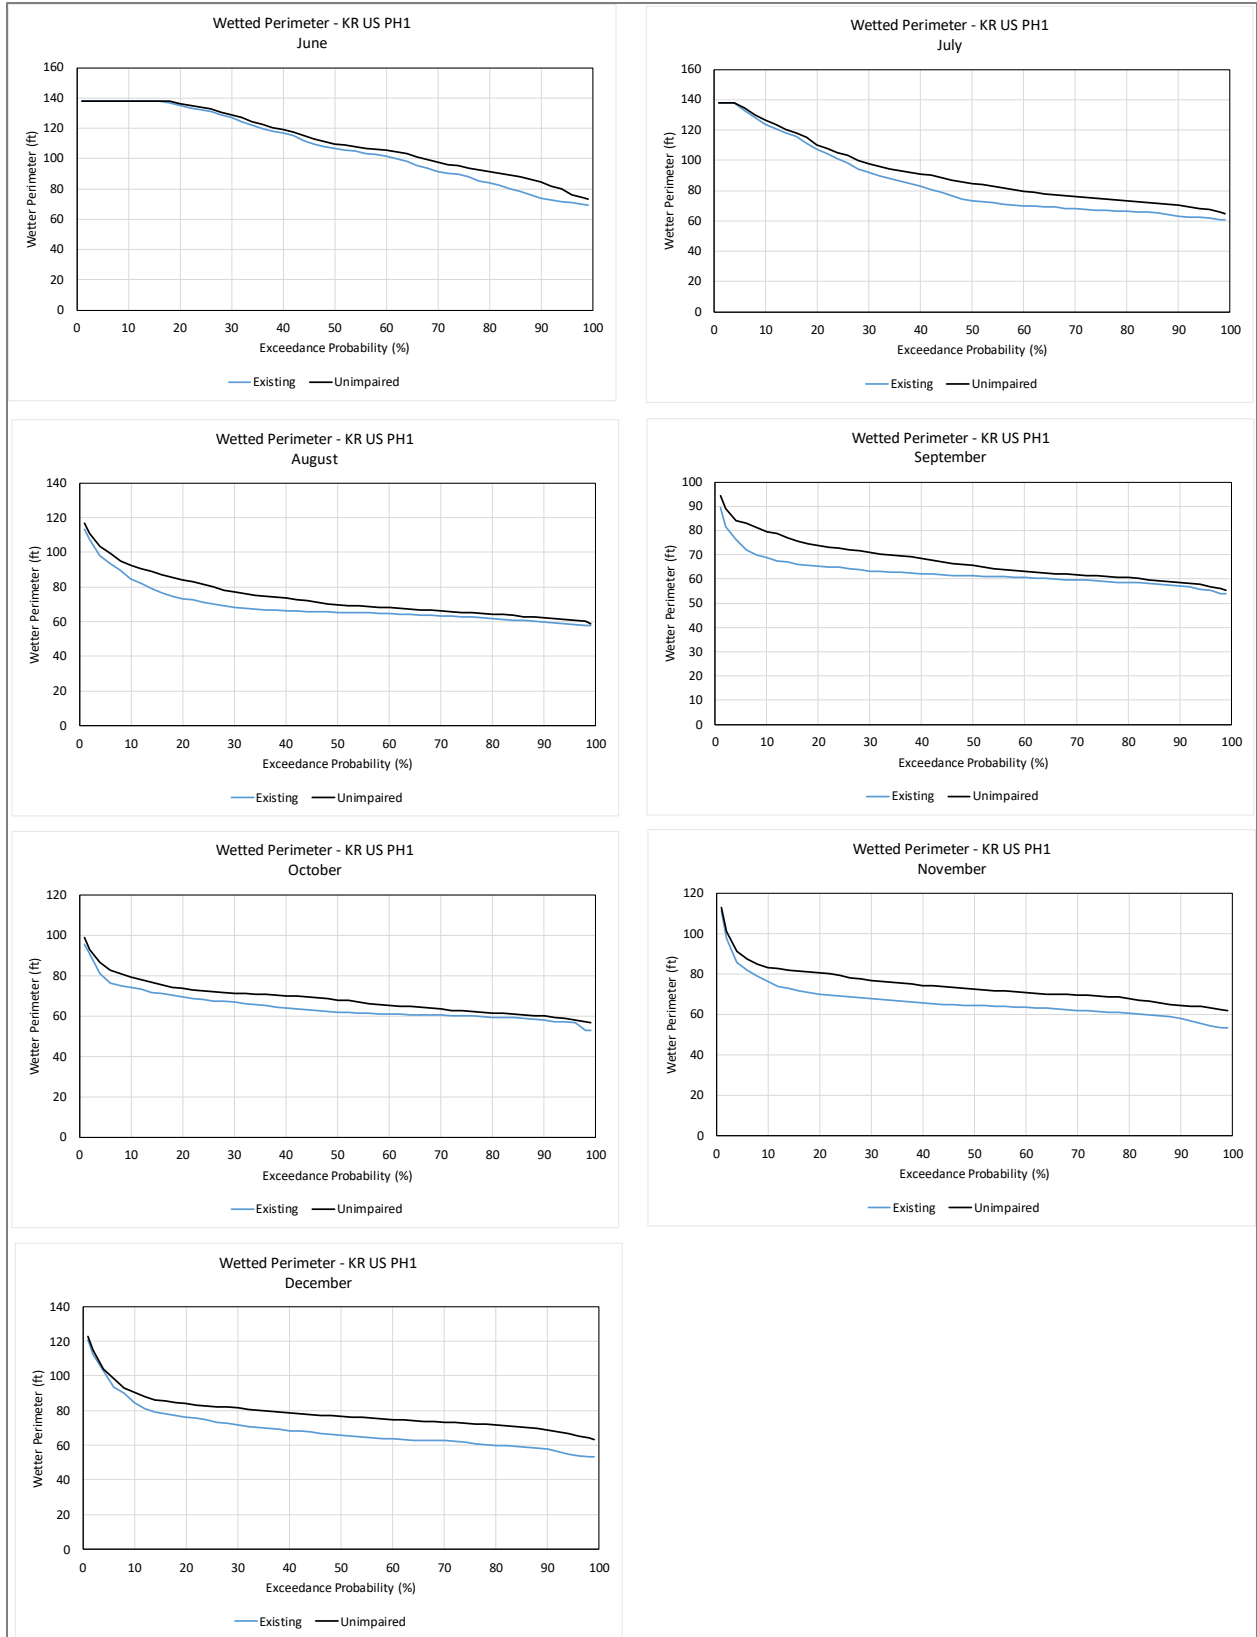 Wetted Perimeter - KR US PH1
June
Wetter Perimeter (ft)
160
140
120
100
80
60
40
20
0
0 10 20 30 40 50 60 70 80 90 100
Exceedance Probability (%)
Existing Unimpaired
Wetted Perimeter - KR US PH1
July
Wetter Perimeter (ft)
160
140
120
100
80
60
40
20
0
0 10 20 30 40 50 60 70 80 90 100
Exceedance Probability (%)
Existing Unimpaired
Wetted Perimeter - KR US PH1
August
Wetter Perimeter (ft)
140
120
100
80
60
40
20
0
0 10 20 30 40 50 60 70 80 90 100
Exceedance Probability (%)
Existing Unimpaired
Wetted Perimeter - KR US PH1
September
Wetter Perimeter (ft)
100
90
80
70
60
50
40
30
20
10
0
0 10 20 30 40 50 60 70 80 90 100
Exceedance Probability (%)
Existing Unimpaired
Wetted Perimeter - KR US PH1
October
Wetter Perimeter (ft)
120
100
80
60
40
20
0
0 10 20 30 40 50 60 70 80 90 100
Exceedance Probability (%)
Existing Unimpaired
Wetted Perimeter - KR US PH1
November
Wetter Perimeter (ft)
120
100
80
60
40
20
0
0 10 20 30 40 50 60 70 80 90 100
Exceedance Probability (%)
Existing Unimpaired
Wetted Perimeter - KR US PH1
December
Wetter Perimeter (ft)
140
120
100
80
60
40
20
0
0 10 20 30 40 50 60 70 80 90 100
Exceedance Probability (%)
Existing Unimpaired